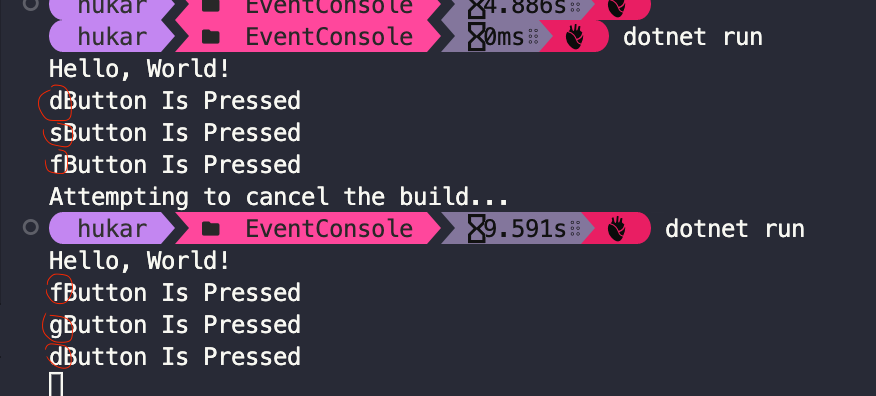 hukar EventConsole 4.886s
hukar EventConsole 0ms dotnet run
Hello, World!
dButton Is Pressed
sButton Is Pressed
fButton Is Pressed
Attempting to cancel the build...
hukar EventConsole 9.591s dotnet run
Hello, World!
fButton Is Pressed
gButton Is Pressed
dButton Is Pressed